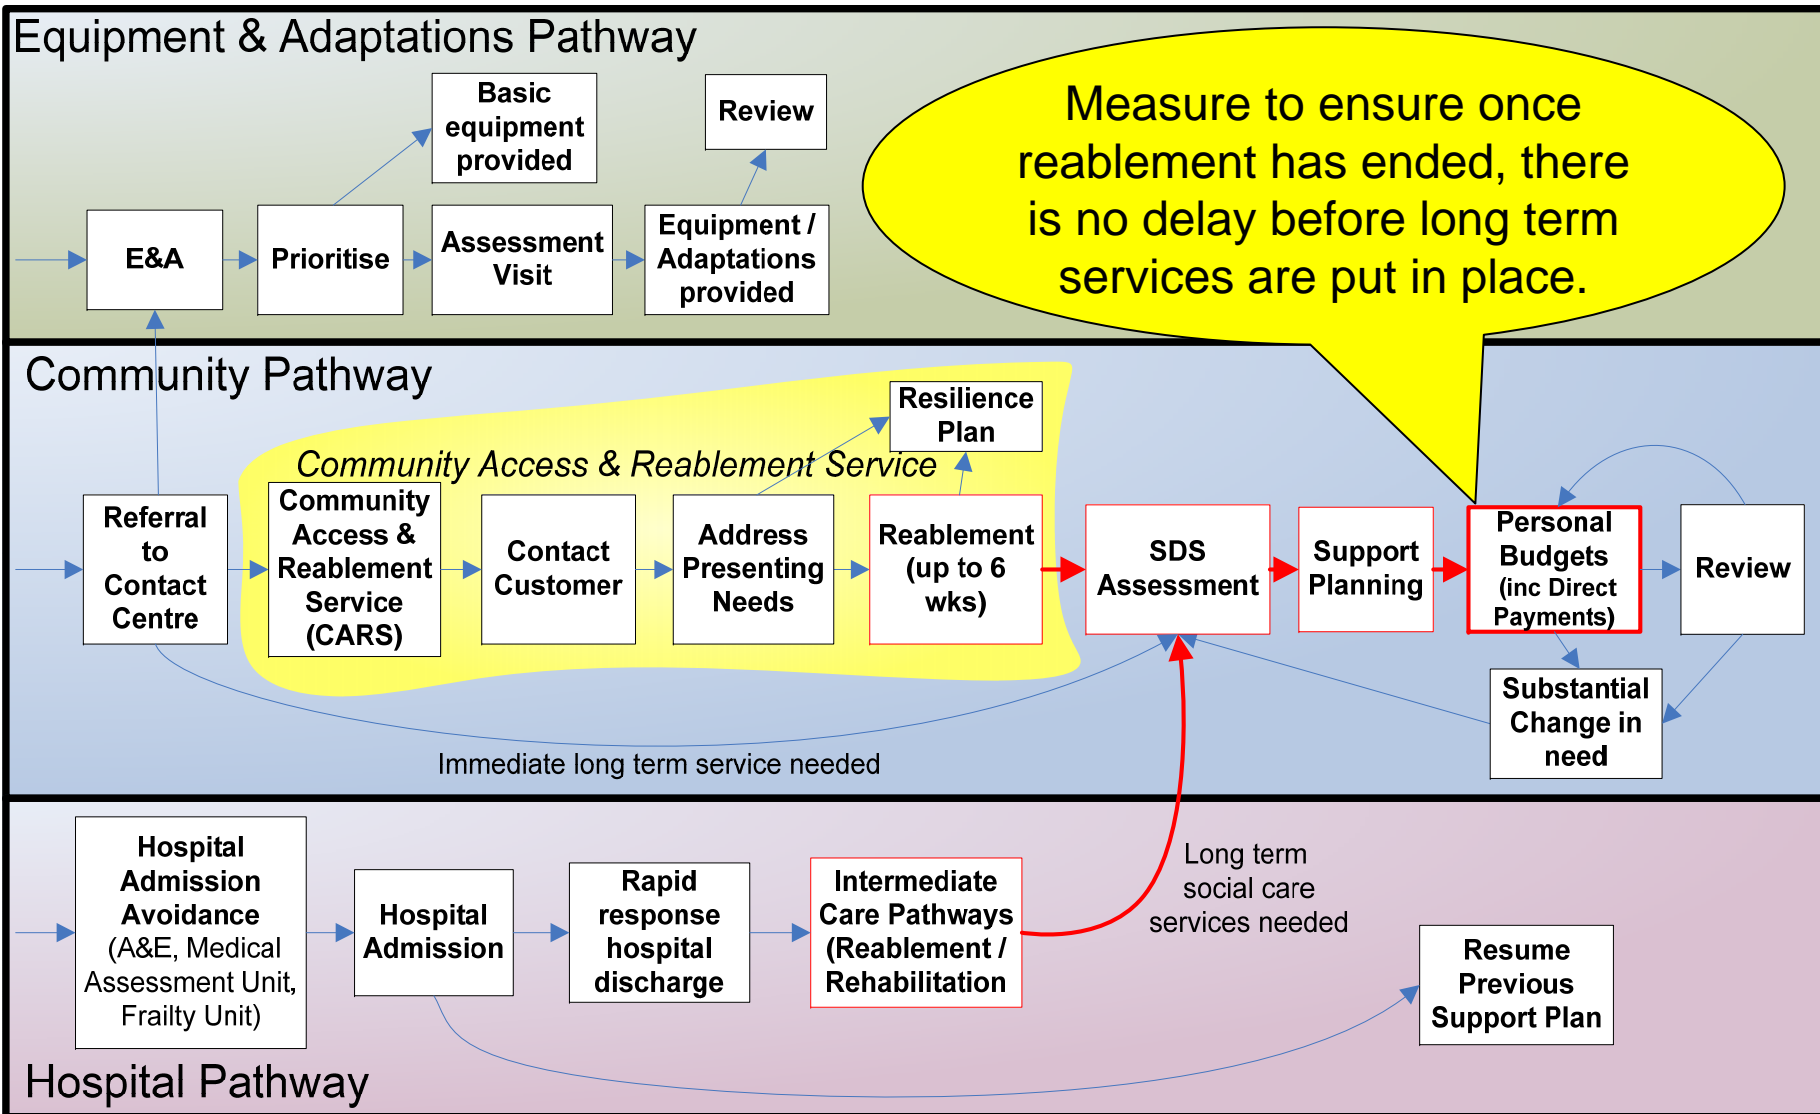 Equipment & Adaptations Pathway
Basic
equipment
provided
Review
E&A
Prioritise
Assessment
Visit
Equipment /
Adaptations
provided
Measure to ensure once
reablement has ended, there
is no delay before long term
services are put in place.
Community Pathway
Community Access & Reablement Service
Resilience
Plan
Referral
to
Contact
Centre
Community
Access &
Reablement
Service
(CARS)
Contact
Customer
Address
Presenting
Needs
Reablement
(up to 6
wks)
SDS
Assessment
Support
Planning
Personal
Budgets
(inc Direct
Payments)
Review
Substantial
Change in
need
Immediate long term service needed
Hospital
Admission
Avoidance
(A&E, Medical
Assessment Unit,
Frailty Unit)
Hospital
Admission
Rapid
response
hospital
discharge
Intermediate
Care Pathways
(Reablement /
Rehabilitation
Long term
social care
services needed
Resume
Previous
Support Plan
Hospital Pathway